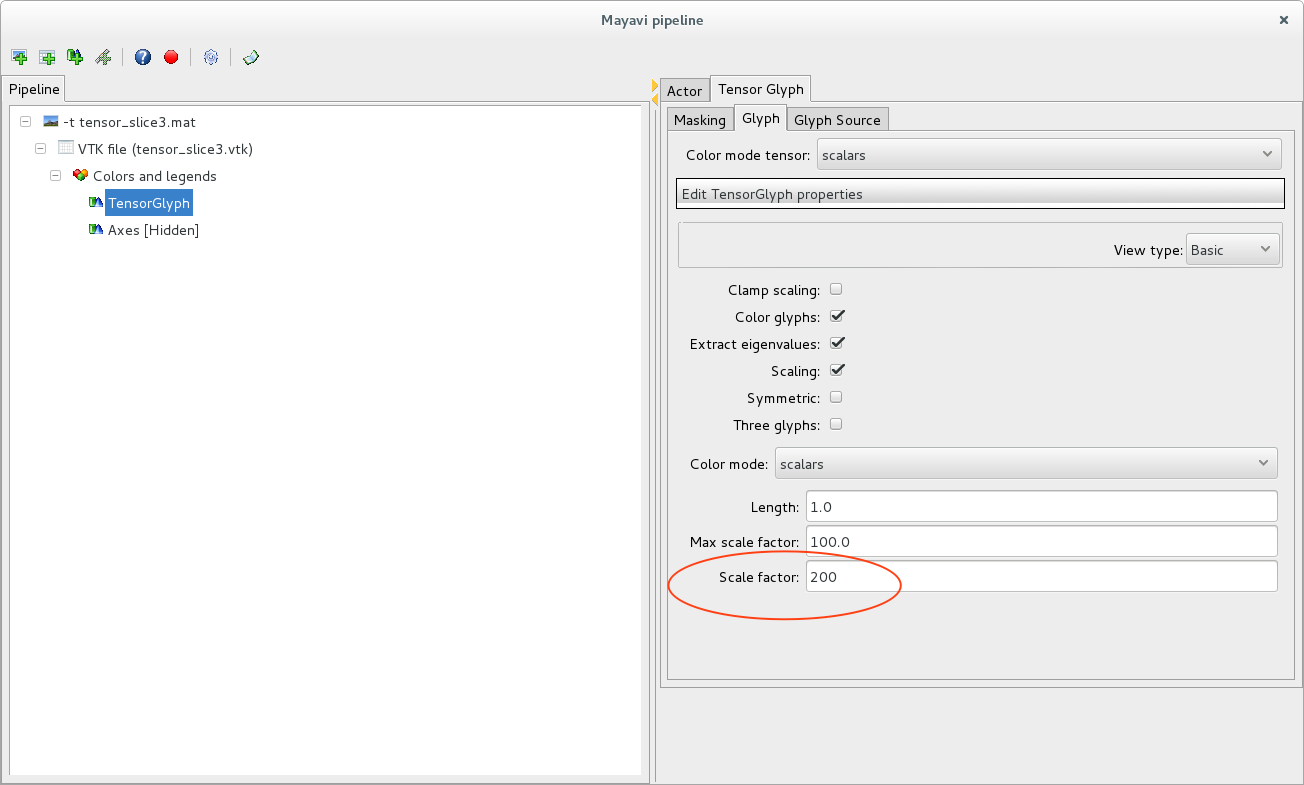 Mayavi pipeline
Pipeline
-t tensor_slice3.mat
VTK file (tensor_slice3.vtk)
Colors and legends
TensorGlyph
Axes [Hidden]
Actor
Tensor Glyph
Masking
Glyph
Glyph Source
Color mode tensor: scalars
Edit TensorGlyph properties
View type: Basic
Clamp scaling:
Color glyphs:
Extract eigenvalues:
Scaling:
Symmetric:
Three glyphs:
Color mode: scalars
Length: 1.0
Max scale factor: 100.0
Scale factor: 200